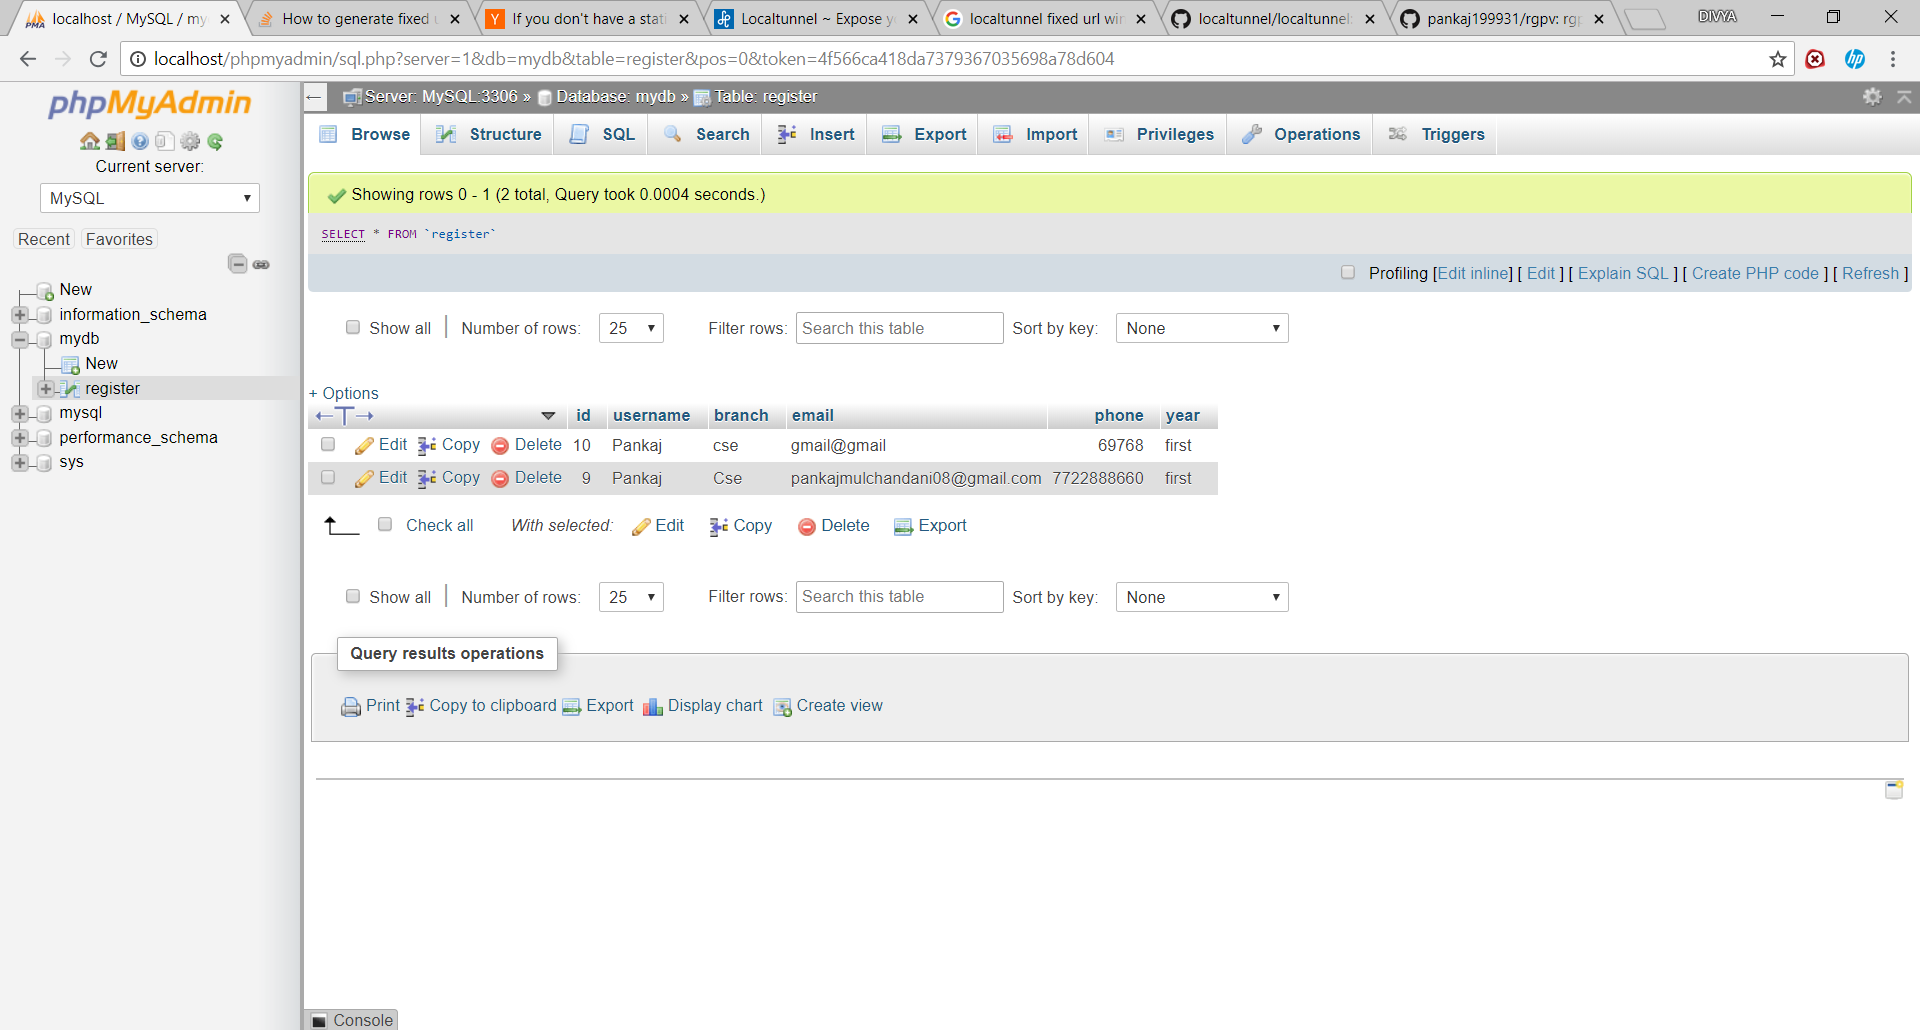 localhost / MySQL / my
How to generate fixed
If you don't have a stati
Localtunnel ~ Expose y
localtunnel fixed url win
localtunnel/localtunnel:
pankaj199931/rgpv: rg
DIVYA
localhost/phpmyadmin/sql.php?server=1&db=mydb&table=register&pos=0&token=4f566ca418da7379367035698a78d604
phpMyAdmin
Current server:
MySQL
Recent Favorites
New
information_schema
mydb
New
register
mysql
performance_schema
sys
Server: MySQL:3306 » Database: mydb » Table: register
Browse Structure SQL Search Insert Export Import Privileges Operations Triggers
Showing rows 0 - 1 (2 total, Query took 0.0004 seconds.)
SELECT * FROM `register`
Profiling [Edit inline] [ Edit ] [ Explain SQL ] [ Create PHP code ] [ Refresh ]
Show all | Number of rows: 25 Filter rows: Search this table Sort by key: None
+ Options
←T→ id username branch email phone year
Edit Copy Delete 10 Pankaj cse gmail@gmail 69768 first
Edit Copy Delete 9 Pankaj Cse pankajmulchandani08@gmail.com 7722888660 first
Check all With selected: Edit Copy Delete Export
Show all | Number of rows: 25 Filter rows: Search this table Sort by key: None
Query results operations
Print Copy to clipboard Export Display chart Create view
Console